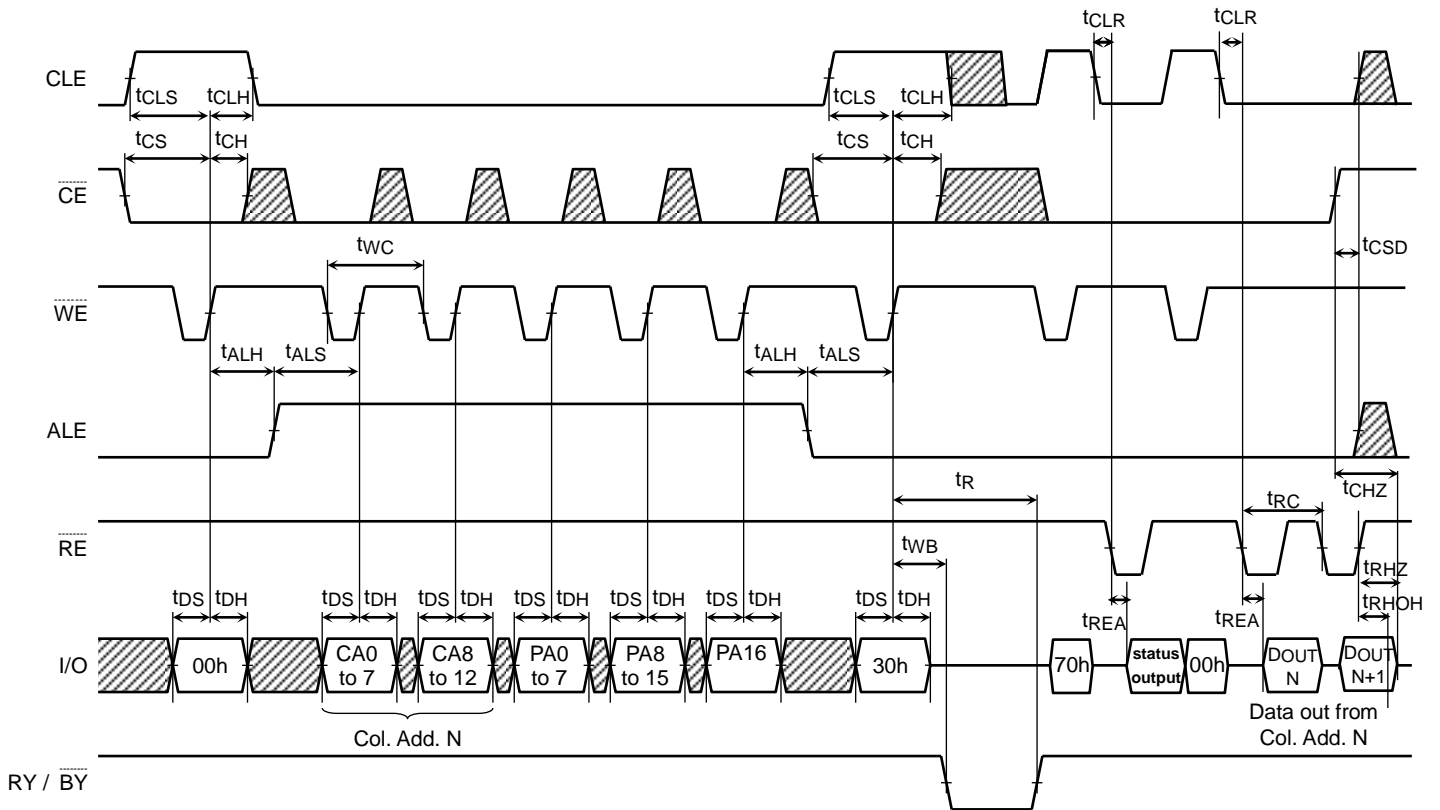 tCLR tCLR
CLE
tCLS tCLH tCLS tCLH
tCS tCH tCS tCH
CE
tWC tCSD
WE
tALH tALS tALH tALS
ALE
tR tCHZ
tRC
RE
tWB tRHZ
tDS tDH tDS tDH tDS tDH tDS tDH tDS tDH tDS tDH tDS tDH tRHOH
tREA tREA
I/O
00h
CA0
to 7
CA8
to 12
PA0
to 7
PA8
to 15
PA16
30h
70h
status
output
00h
DOUT
N
DOUT
N+1
Col. Add. N
Data out from
Col. Add. N
RY / BY